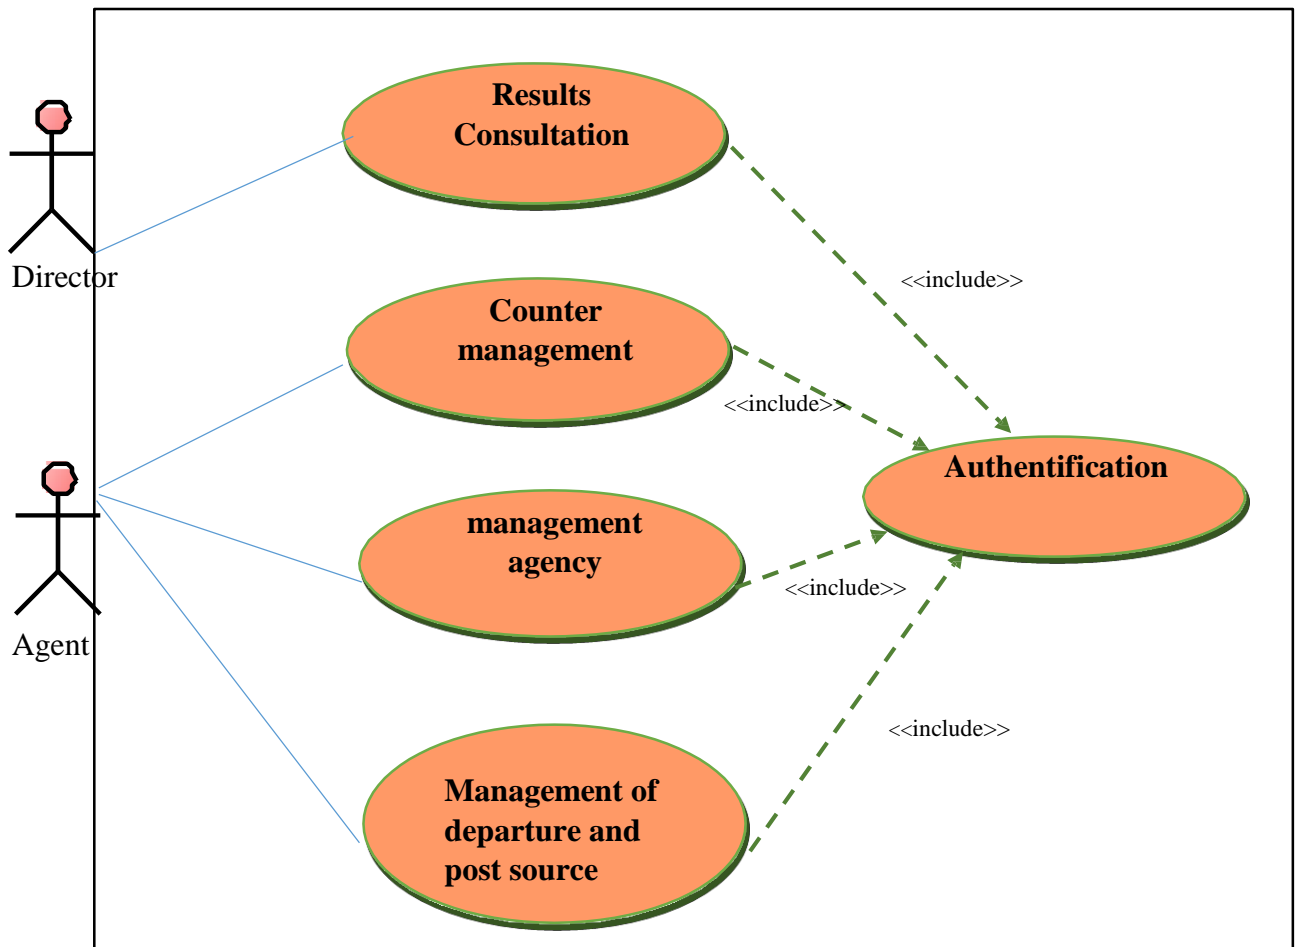 Results
Consultation
Director
<<include>>
Counter
management
<<include>>
Authentification
management
agency
<<include>>
Agent
<<include>>
Management of
departure and
post source